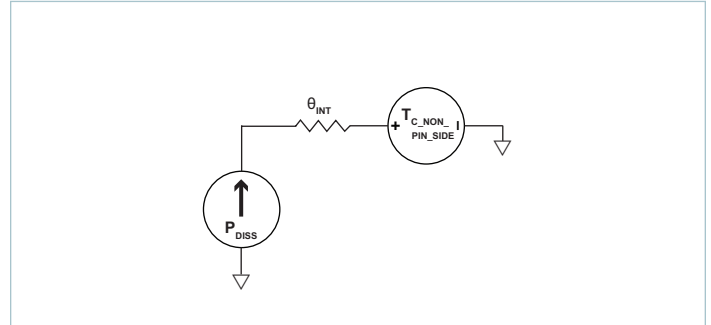 θINT
+ TC_NON_ I
PIN_SIDE
PDISS